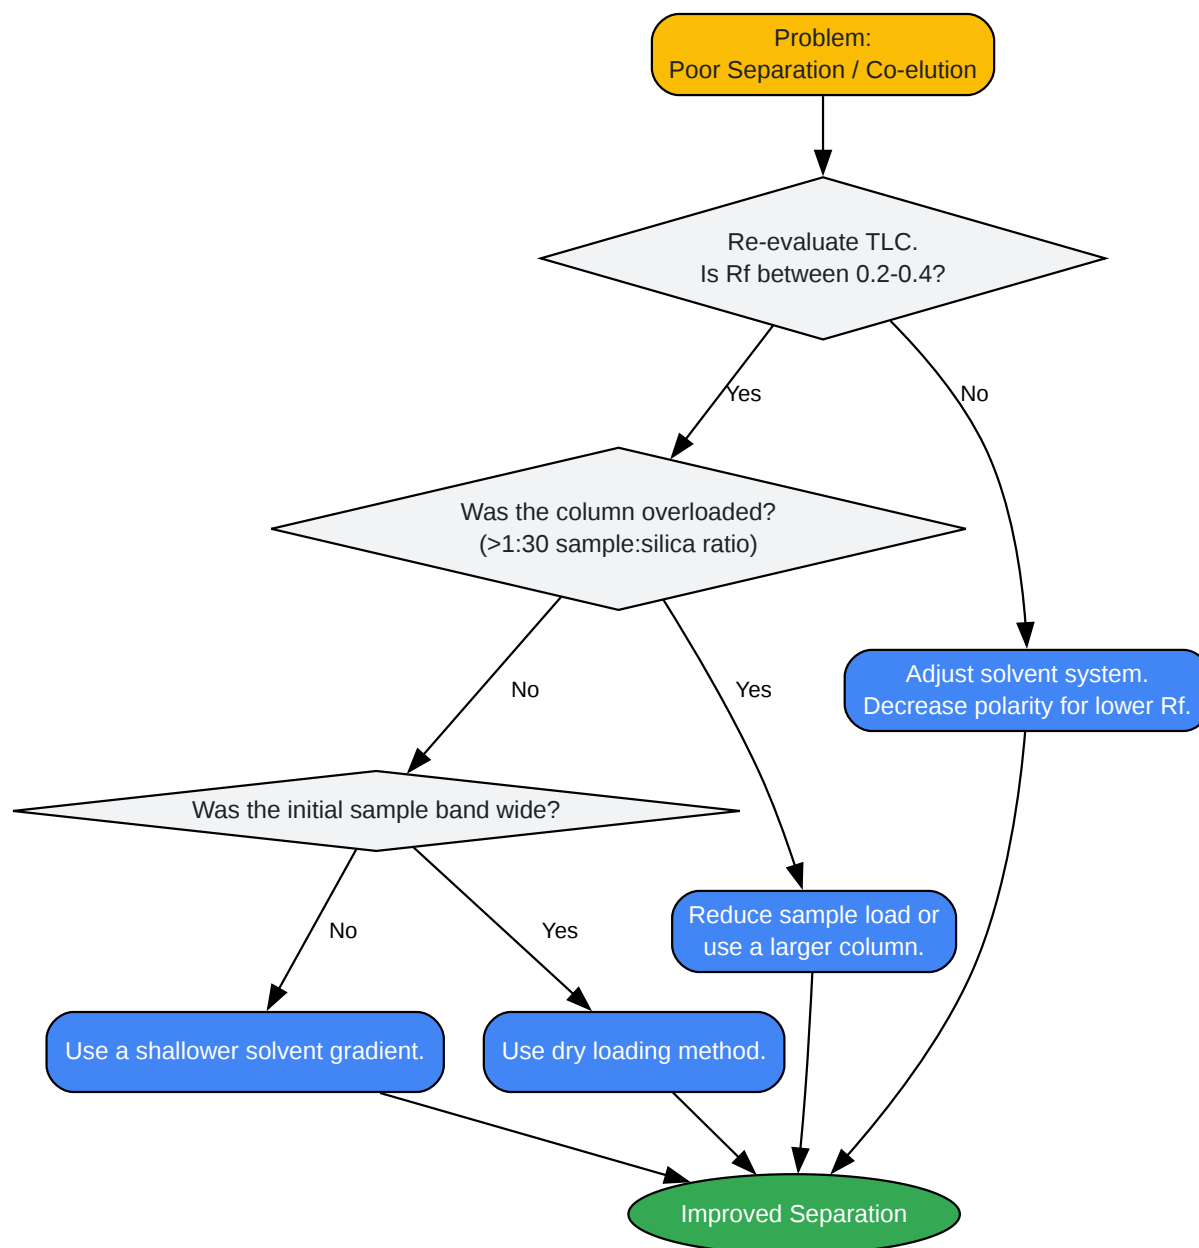 Problem:
Poor Separation / Co-elution
Re-evaluate TLC.
Is Rf between 0.2-0.4?
Yes
No
Was the column overloaded?
(>1:30 sample:silica ratio)
Adjust solvent system.
Decrease polarity for lower Rf.
No
Yes
Was the initial sample band wide?
Reduce sample load or
use a larger column.
No
Yes
Use a shallower solvent gradient.
Use dry loading method.
Improved Separation